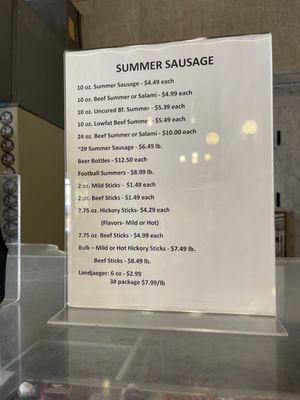 SUMMER SAUSAGE
10 oz. Summer Sausage - $4.49 each
10 oz. Beef Summer or Salami - $4.99 each
10 oz. Uncured Bf. Summer - $5.39 each
10 oz. Lowfat Beef Summer - $5.49 each
24 oz. Beef Summer or Salami - $10.00 each
~2# Summer Sausage - $6.49 lb.
Beer Bottles - $12.50 each
Football Summers - $8.99 lb.
2 oz. Mild Sticks - $1.49 each
2 oz. Beef Sticks - $1.49 each
7.75 oz. Hickory Sticks- $4.29 each
(Flavors- Mild or Hot)
7.75 oz. Beef Sticks - $4.99 each
Bulk – Mild or Hot Hickory Sticks - $7.49 lb.
Beef Sticks - $8.49 lb.
Landjaeger: 6 oz - $2.99
3# package $7.99/lb